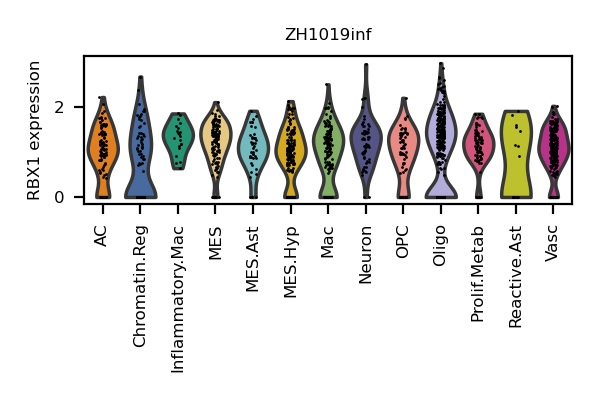 ZH1019inf
RBX1 expression
2
0
AC
Chromatin.Reg
Inflammatory.Mac
MES
MES.Ast
MES.Hyp
Mac
Neuron
OPC
Oligo
Prolif.Metab
Reactive.Ast
Vasc